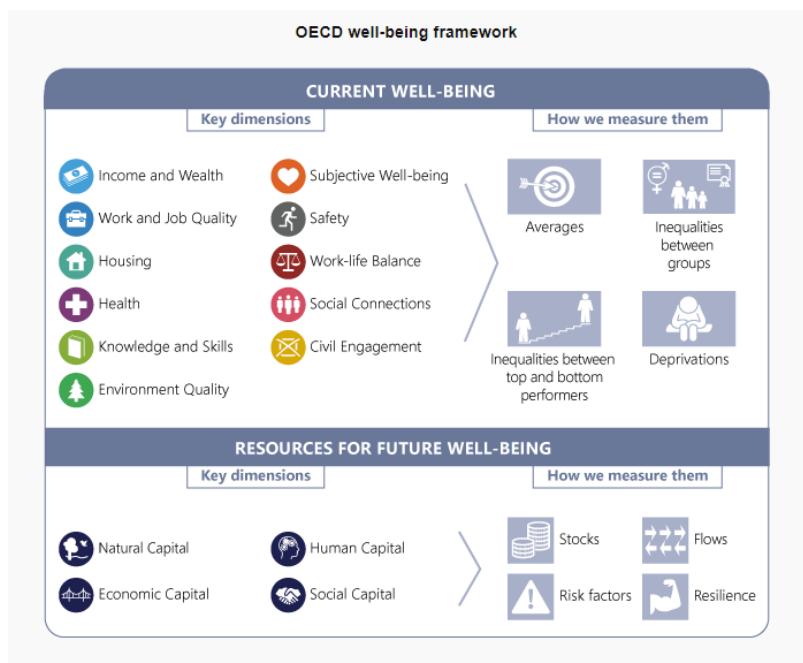 OECD well-being framework
CURRENT WELL-BEING
Key dimensions
How we measure them
Income and Wealth
Work and Job Quality
Housing
Health
Knowledge and Skills
Environment Quality
Subjective Well-being
Safety
Work-life Balance
Social Connections
Civil Engagement
Averages
Inequalities
between
groups
Inequalities between
top and bottom
performers
Deprivations
RESOURCES FOR FUTURE WELL-BEING
Key dimensions
How we measure them
Natural Capital
Economic Capital
Human Capital
Social Capital
Stocks
Flows
Risk factors
Resilience